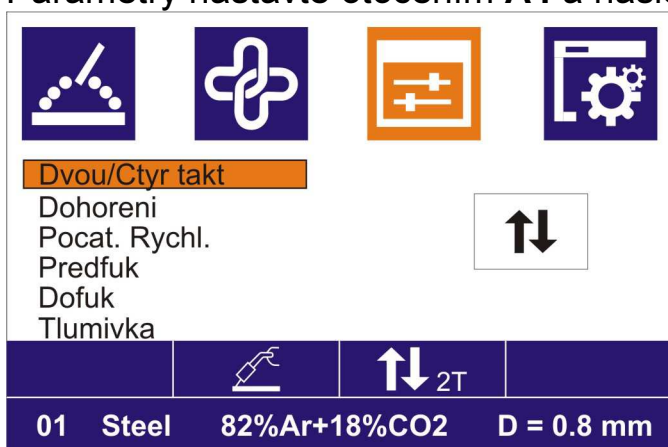 Dvou/Ctyr takt
Dohoreni
Pocat. Rychl.
Predfuk
Dofuk
Tlumivka
2T
01 Steel 82%Ar+18%CO2 D = 0.8 mm